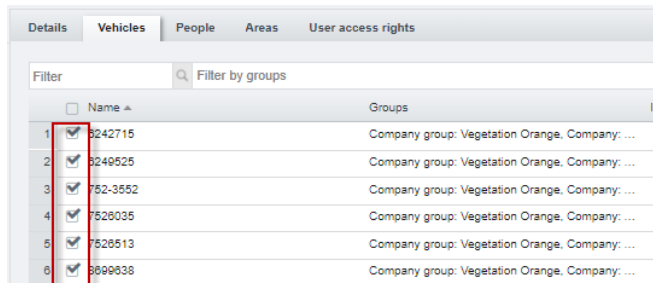 Details Vehicles People Areas User access rights
Filter Filter by groups
Name Groups
1 6242715 Company group: Vegetation Orange, Company: ...
2 6249525 Company group: Vegetation Orange, Company: ...
3 752-3552 Company group: Vegetation Orange, Company: ...
4 7526035 Company group: Vegetation Orange, Company: ...
5 7526513 Company group: Vegetation Orange, Company: ...
6 8699638 Company group: Vegetation Orange, Company: ...